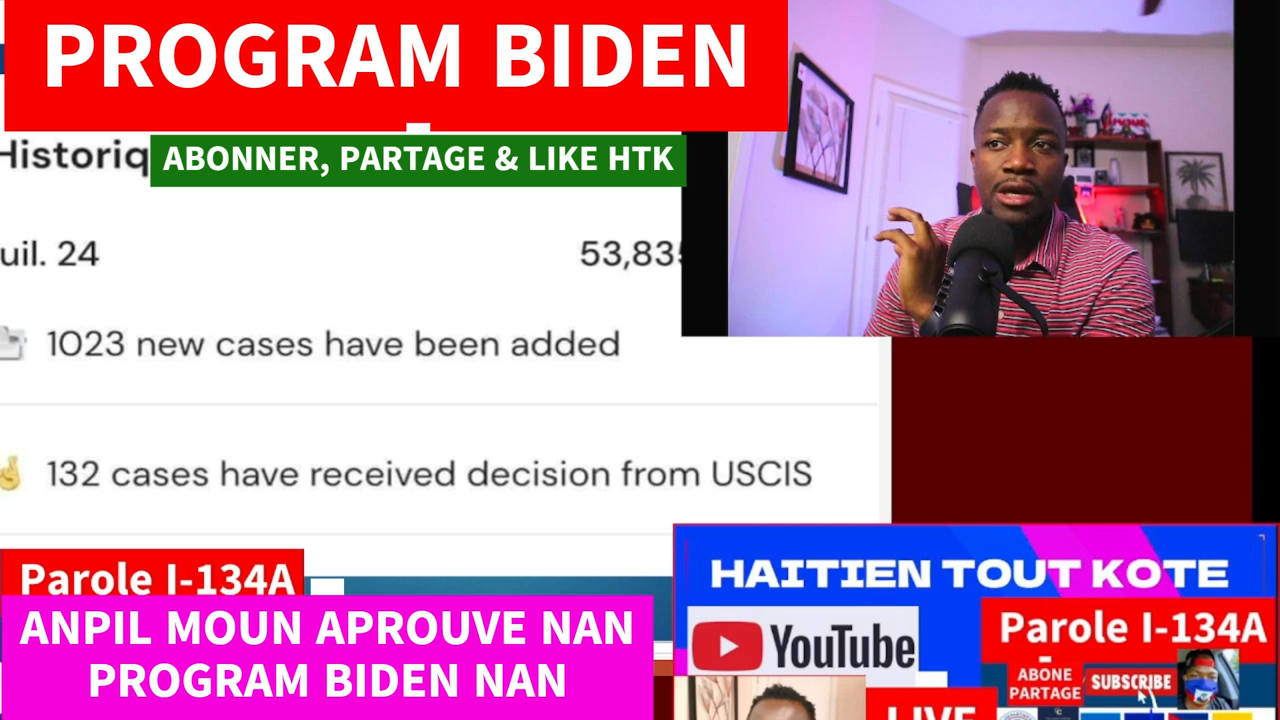 PROGRAM BIDEN
Historiq
ABONNER, PARTAGE & LIKE HTK
uil. 24
53,835
1023 new cases have been added
132 cases have received decision from USCIS
Parole I-134A
ANPIL MOUN APROUVE NAN
PROGRAM BIDEN NAN
HAITIEN TOUT KOTE
YouTube
Parole I-134A
ABONE
PARTAGE
SUBSCRIBE
LIVE